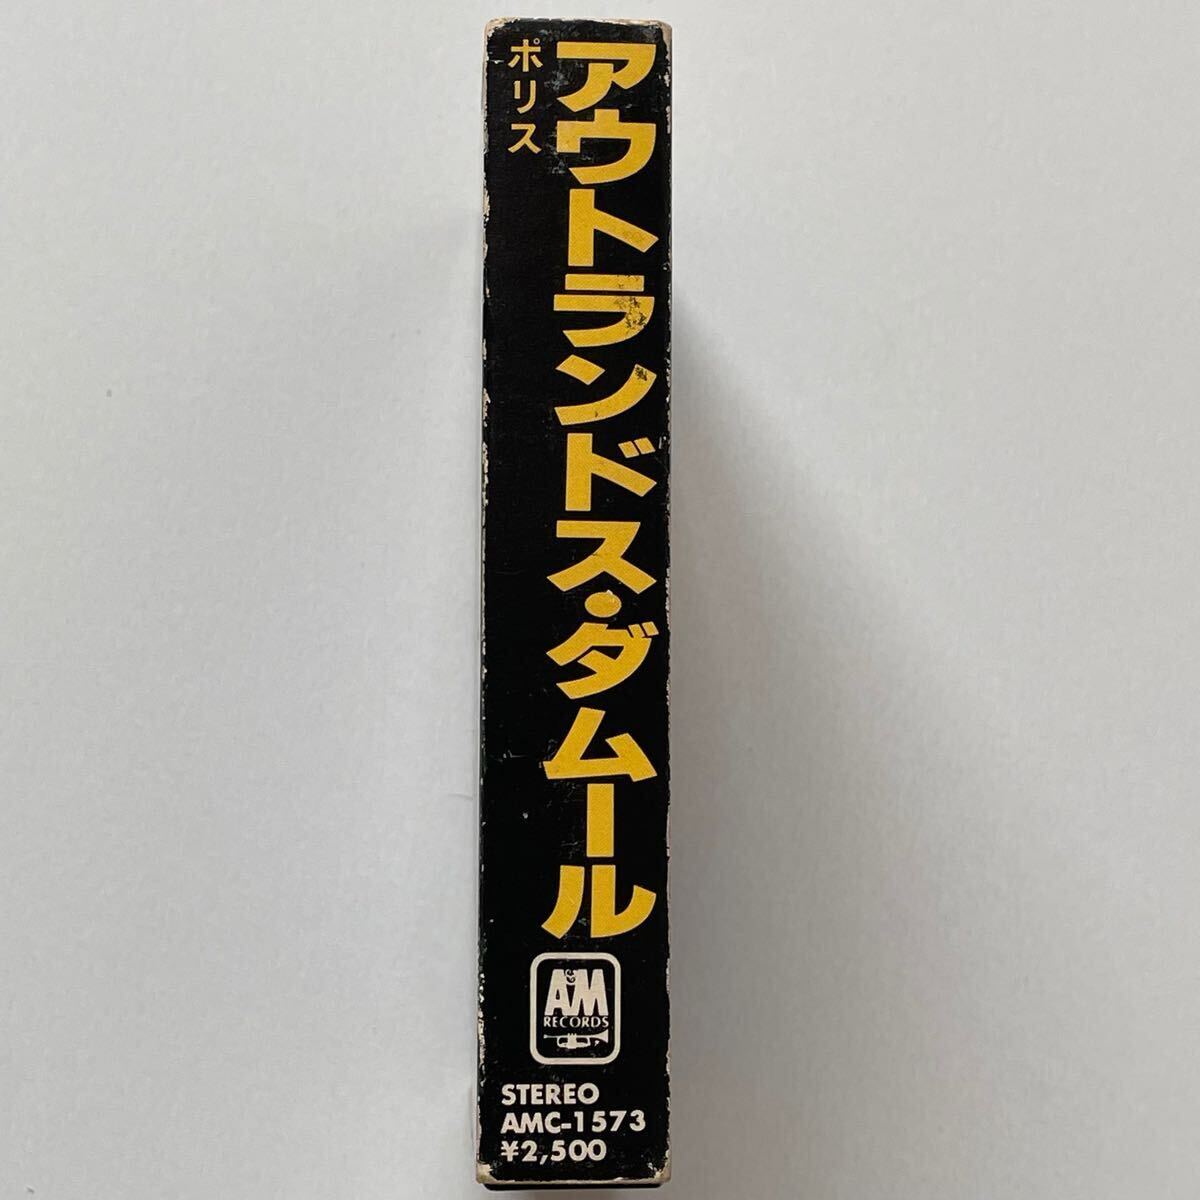 アウトランドス・ダムール
ポリス
A&M
RECORDS
STEREO
AMC-1573
¥2,500